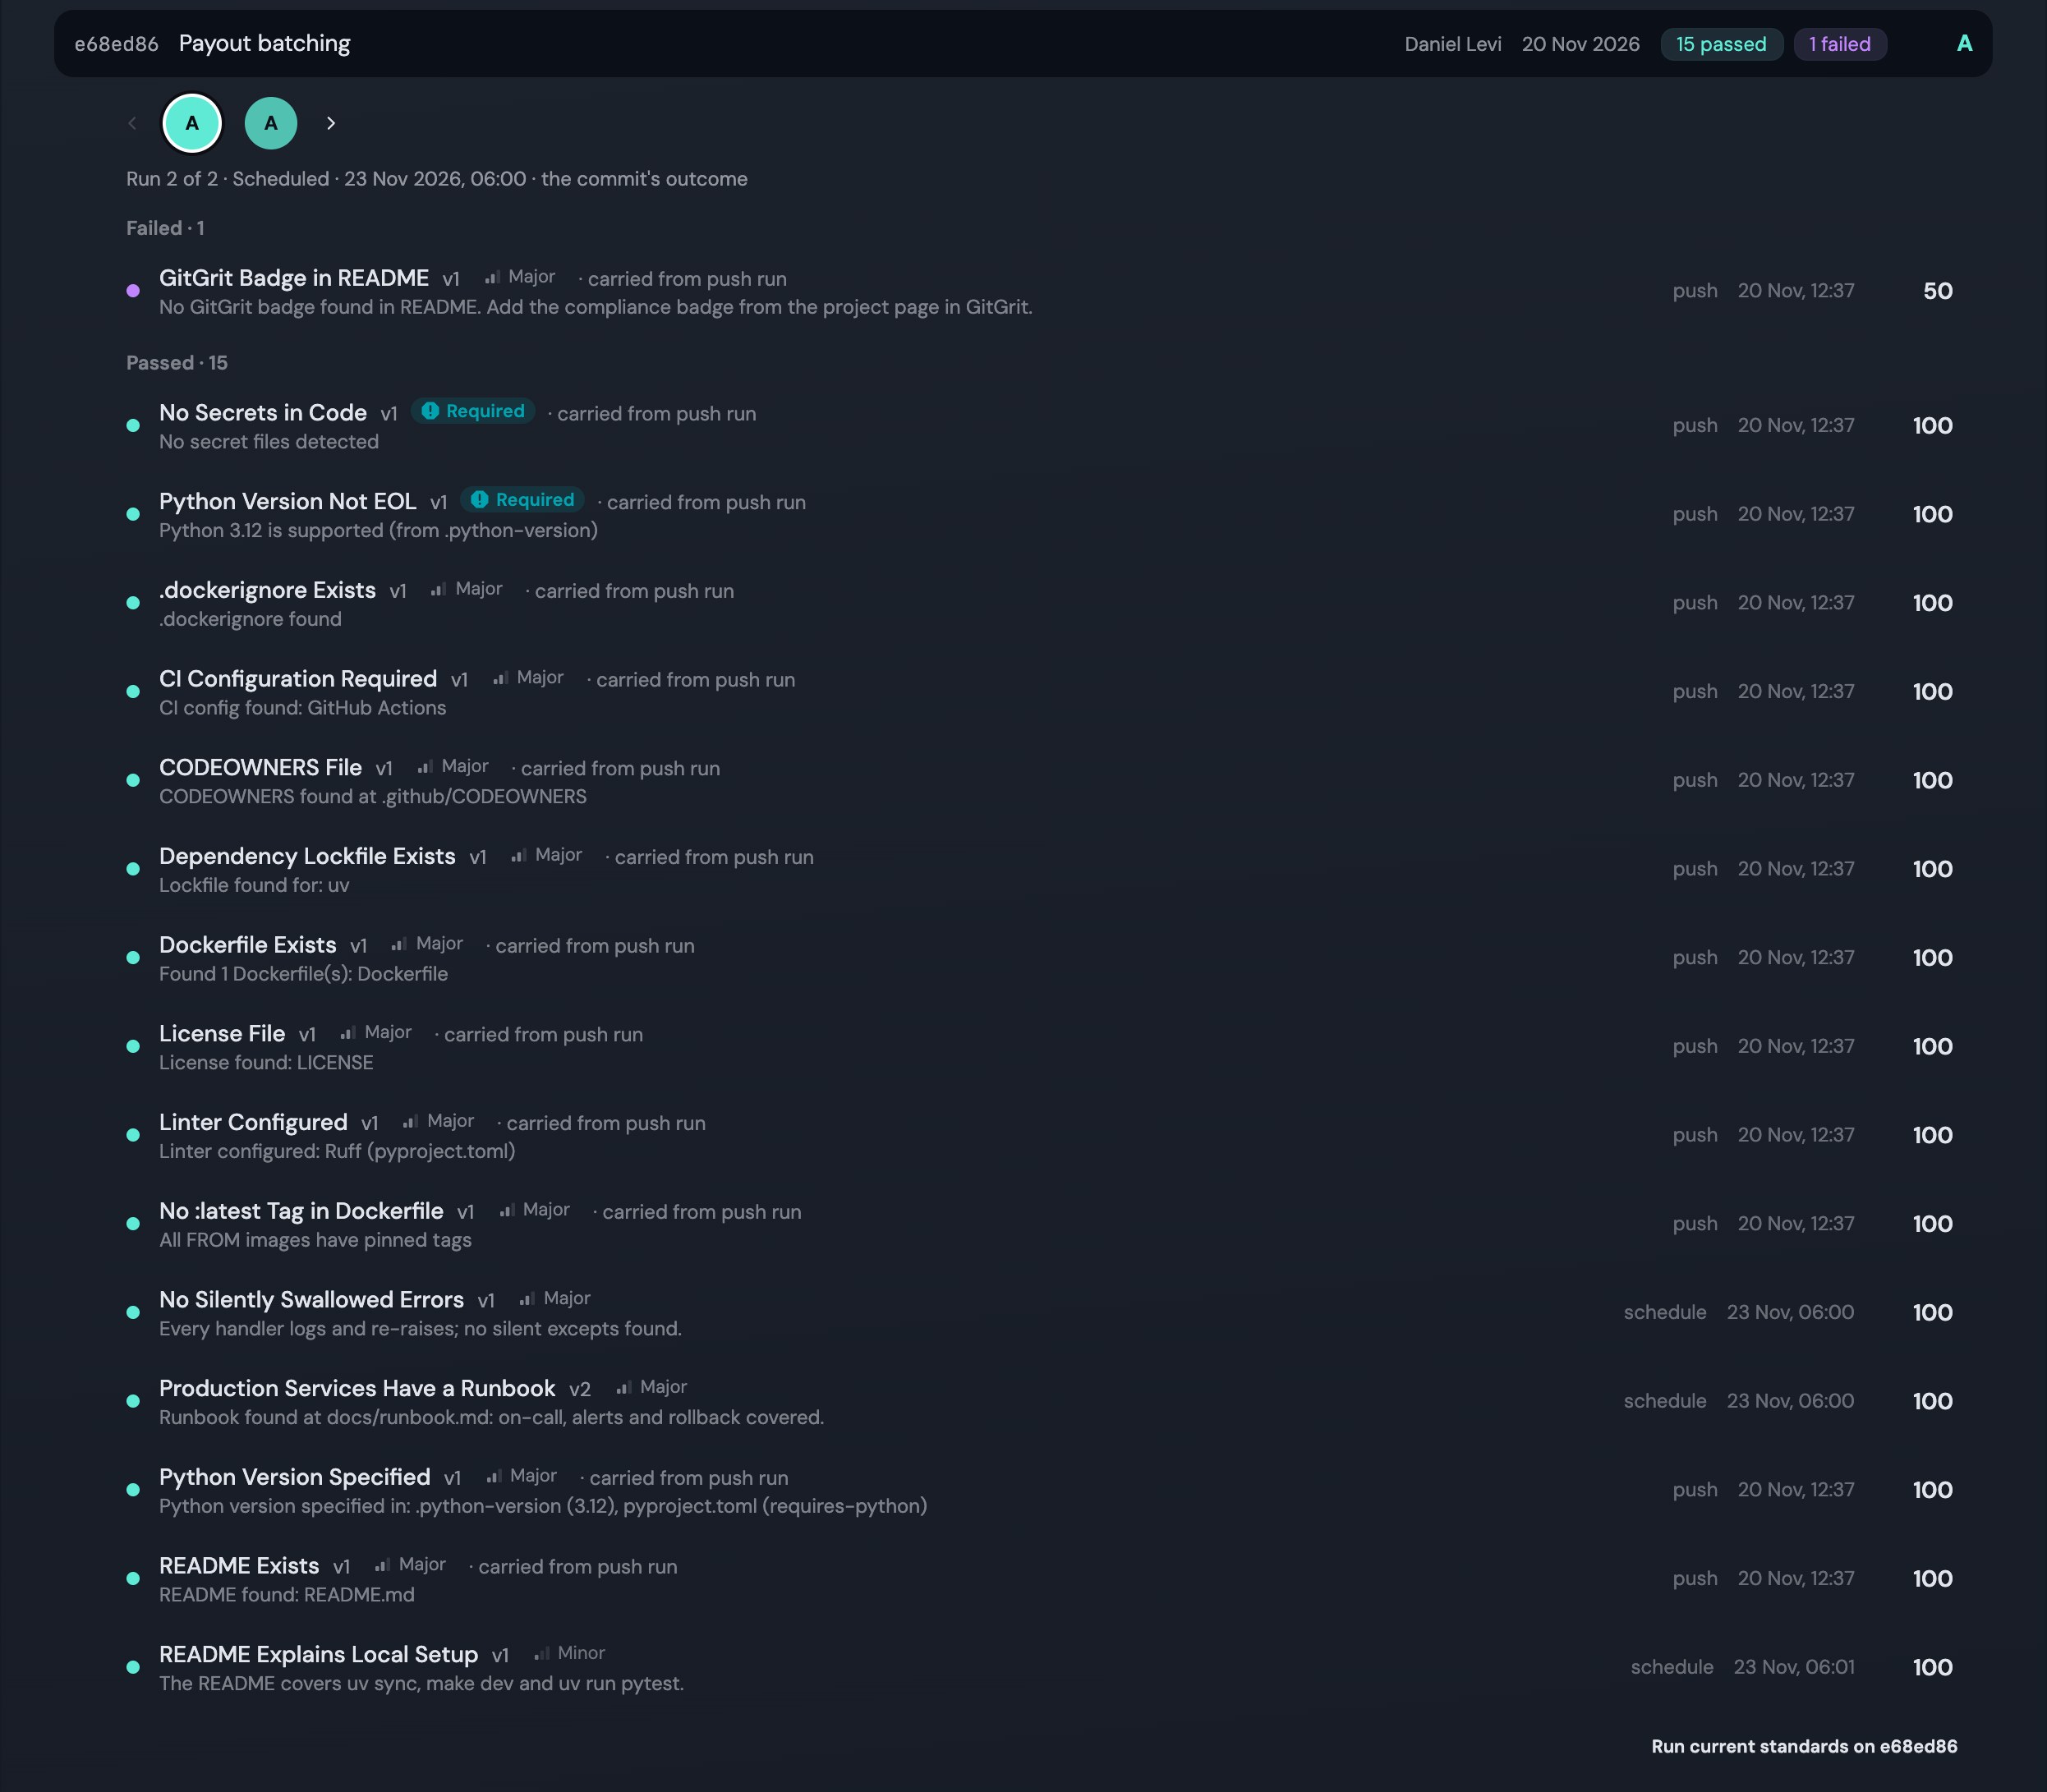 e68ed86 Payout batching Daniel Levi 20 Nov 2026 15 passed 1 failed A
A A
Run 2 of 2 · Scheduled · 23 Nov 2026, 06:00 · the commit's outcome
Failed · 1
GitGrit Badge in README v1 Major · carried from push run
No GitGrit badge found in README. Add the compliance badge from the project page in GitGrit.
push 20 Nov, 12:37 50
Passed · 15
No Secrets in Code v1 Required · carried from push run
No secret files detected
push 20 Nov, 12:37 100
Python Version Not EOL v1 Required · carried from push run
Python 3.12 is supported (from .python-version)
push 20 Nov, 12:37 100
.dockerignore Exists v1 Major · carried from push run
.dockerignore found
push 20 Nov, 12:37 100
CI Configuration Required v1 Major · carried from push run
CI config found: GitHub Actions
push 20 Nov, 12:37 100
CODEOWNERS File v1 Major · carried from push run
CODEOWNERS found at .github/CODEOWNERS
push 20 Nov, 12:37 100
Dependency Lockfile Exists v1 Major · carried from push run
Lockfile found for: uv
push 20 Nov, 12:37 100
Dockerfile Exists v1 Major · carried from push run
Found 1 Dockerfile(s): Dockerfile
push 20 Nov, 12:37 100
License File v1 Major · carried from push run
License found: LICENSE
push 20 Nov, 12:37 100
Linter Configured v1 Major · carried from push run
Linter configured: Ruff (pyproject.toml)
push 20 Nov, 12:37 100
No :latest Tag in Dockerfile v1 Major · carried from push run
All FROM images have pinned tags
push 20 Nov, 12:37 100
No Silently Swallowed Errors v1 Major
Every handler logs and re-raises; no silent excepts found.
schedule 23 Nov, 06:00 100
Production Services Have a Runbook v2 Major
Runbook found at docs/runbook.md: on-call, alerts and rollback covered.
schedule 23 Nov, 06:00 100
Python Version Specified v1 Major · carried from push run
Python version specified in: .python-version (3.12), pyproject.toml (requires-python)
push 20 Nov, 12:37 100
README Exists v1 Major · carried from push run
README found: README.md
push 20 Nov, 12:37 100
README Explains Local Setup v1 Minor
The README covers uv sync, make dev and uv run pytest.
schedule 23 Nov, 06:01 100
Run current standards on e68ed86